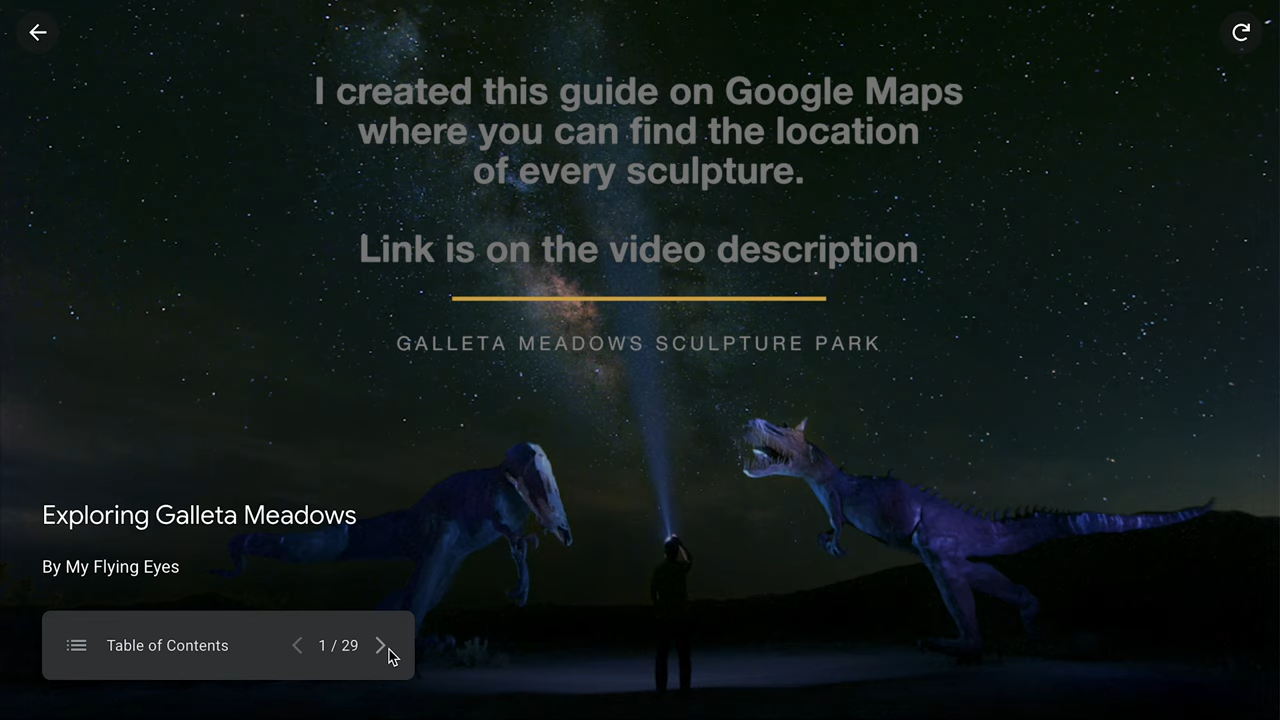 I created this guide on Google Maps
where you can find the location
of every sculpture.
Link is on the video description
GALLETA MEADOWS SCULPTURE PARK
Exploring Galleta Meadows
By My Flying Eyes
Table of Contents
1 / 29